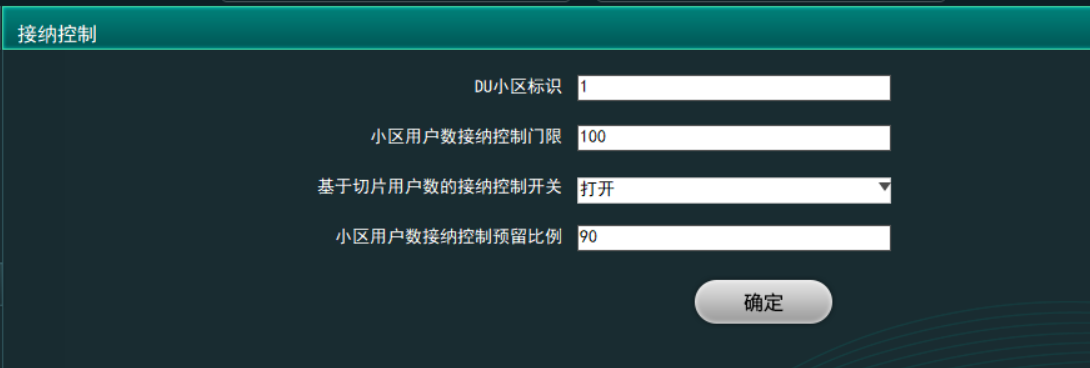 接纳控制
DU小区标识 1
小区用户数接纳控制门限 100
基于切片用户数的接纳控制开关 打开
小区用户数接纳控制预留比例 90
确定